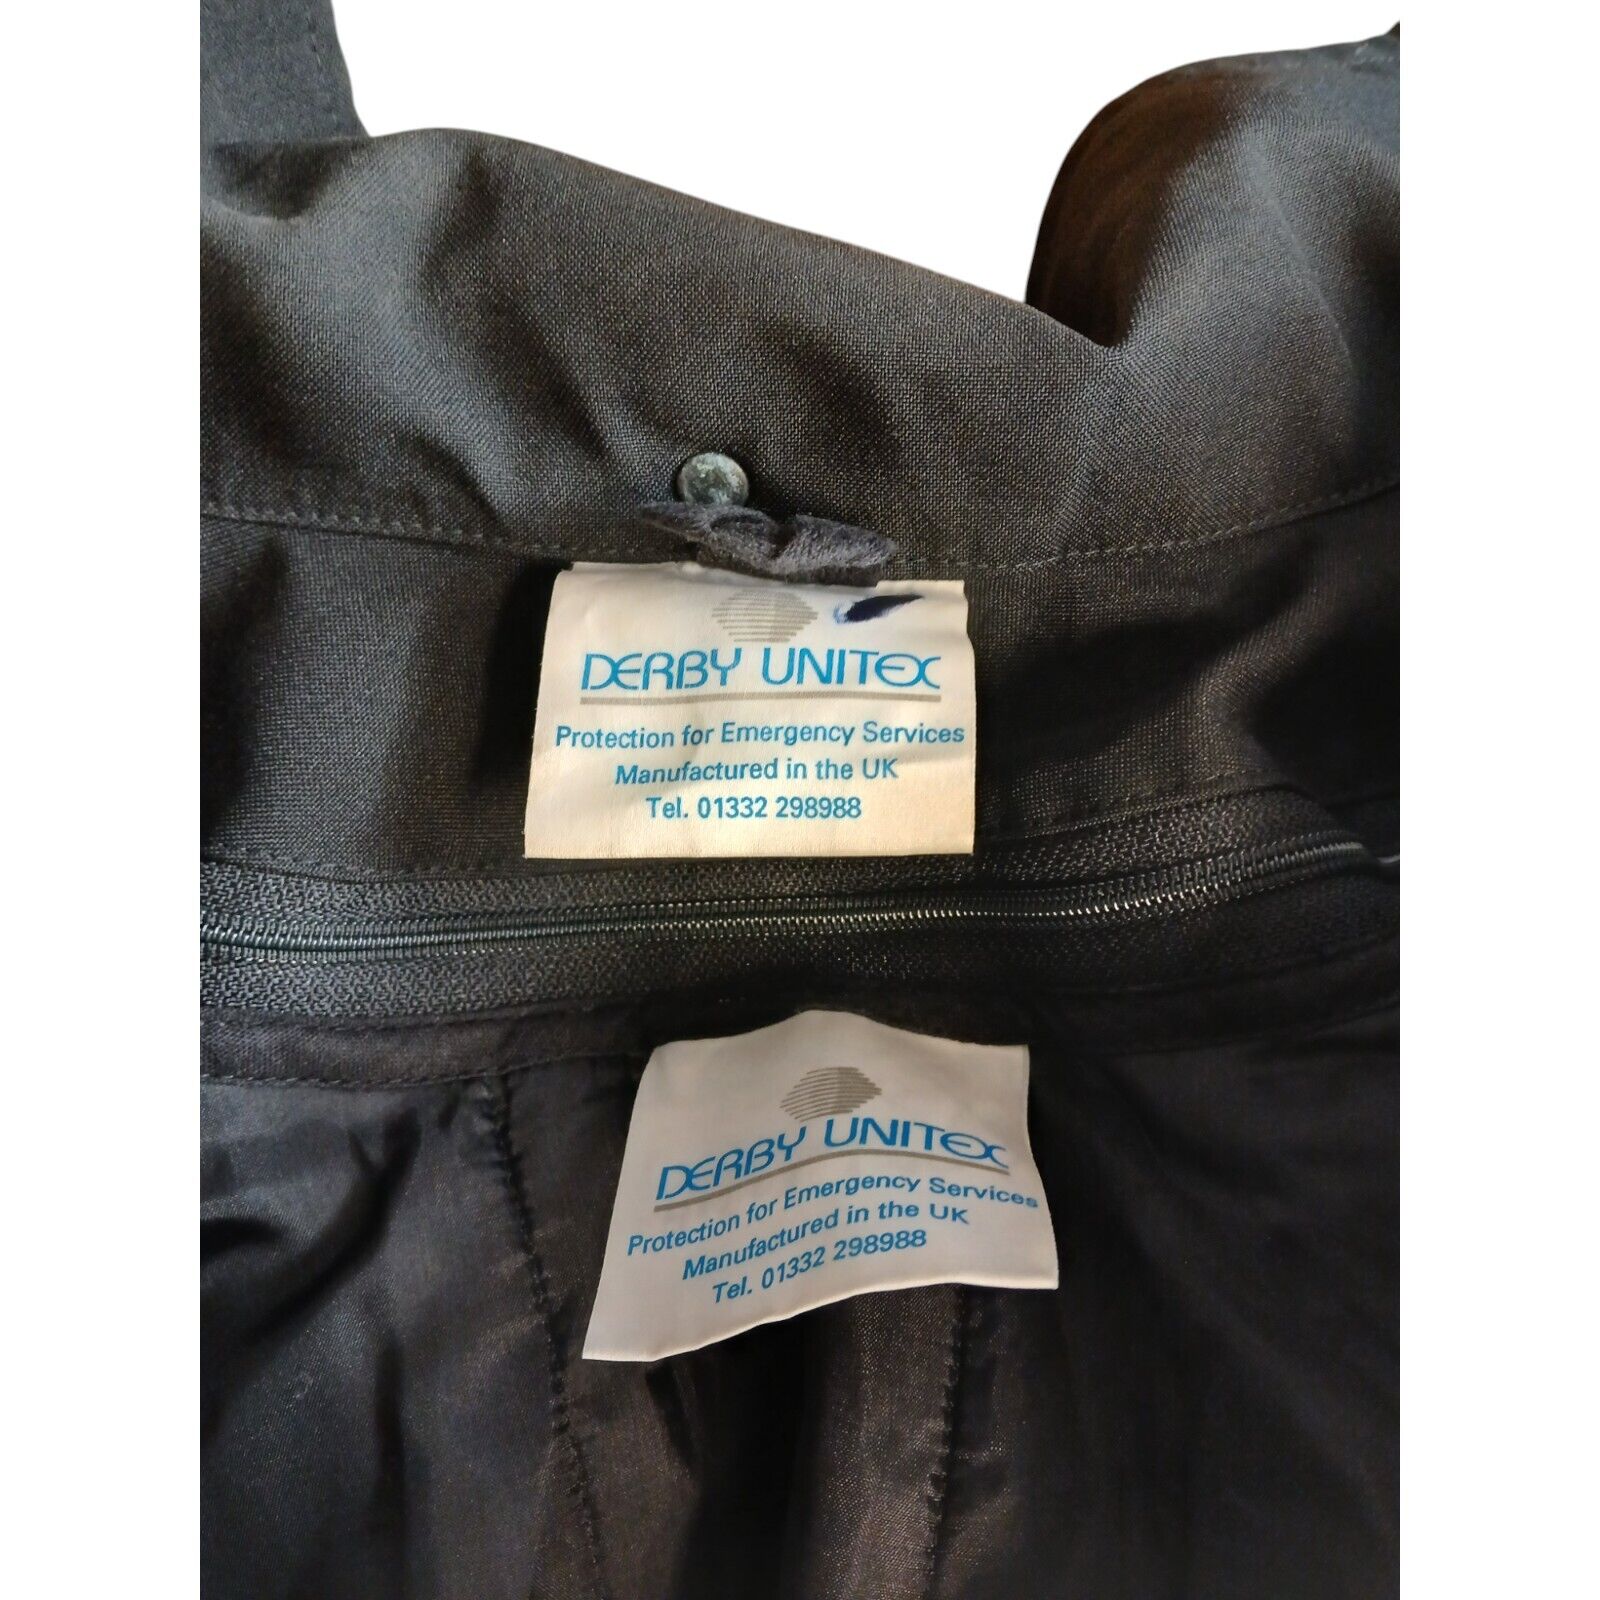 DERBY UNITEX
Protection for Emergency Services
Manufactured in the UK
Tel. 01332 298988
DERBY UNITEX
Protection for Emergency Services
Manufactured in the UK
Tel. 01332 298988